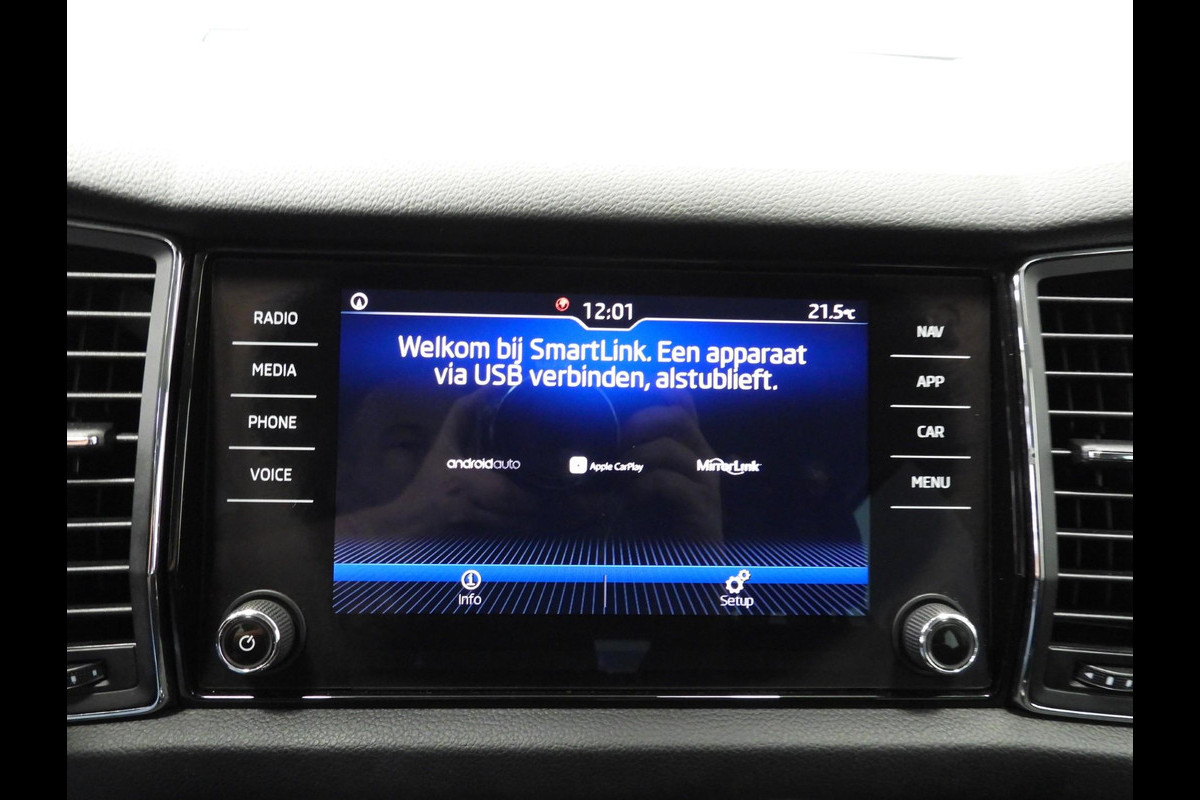 12:01
21.5°C
Welkom bij SmartLink. Een apparaat
via USB verbinden, alstublieft.
androidauto
Apple CarPlay
MirrorLink
Info
Setup
RADIO
MEDIA
PHONE
VOICE
NAV
APP
CAR
MENU